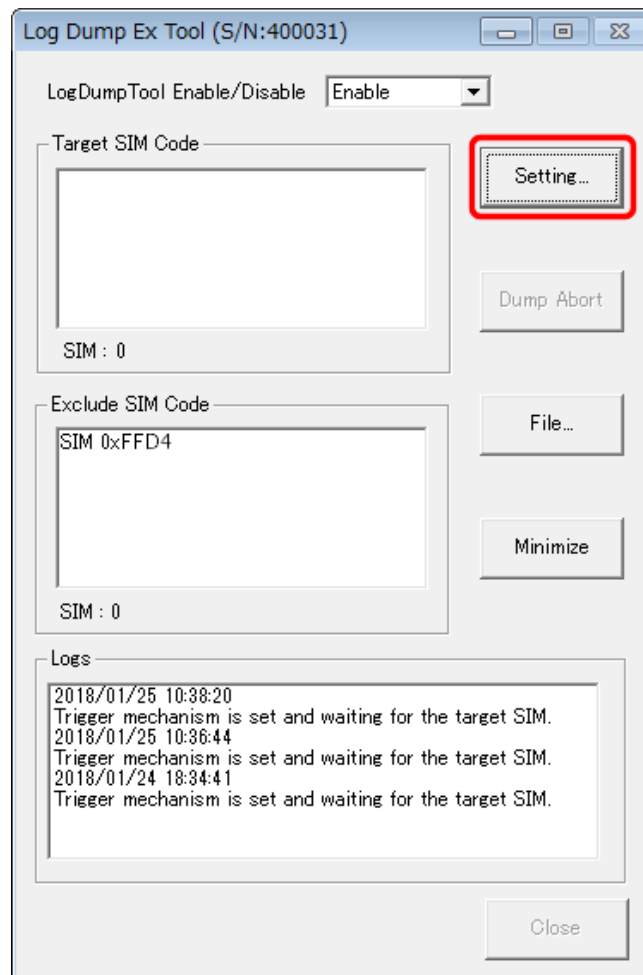 Log Dump Ex Tool (S/N:400031)
LogDumpTool Enable/Disable Enable
Target SIM Code
Setting...
SIM : 0
Dump Abort
Exclude SIM Code
SIM 0xFFD4
File...
SIM : 0
Minimize
Logs
2018/01/25 10:38:20
Trigger mechanism is set and waiting for the target SIM.
2018/01/25 10:36:44
Trigger mechanism is set and waiting for the target SIM.
2018/01/24 18:34:41
Trigger mechanism is set and waiting for the target SIM.
Close